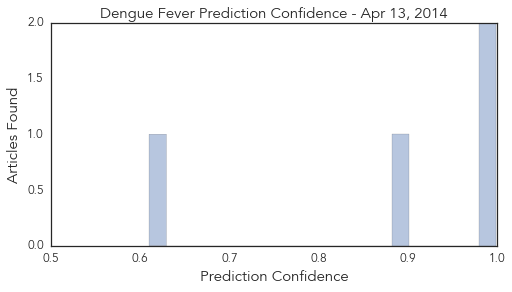 Dengue Fever Prediction Confidence - Apr 13, 2014
2.0
1.5
1.0
0.5
0.0
Articles Found
0.5 0.6 0.7 0.8 0.9 1.0
Prediction Confidence